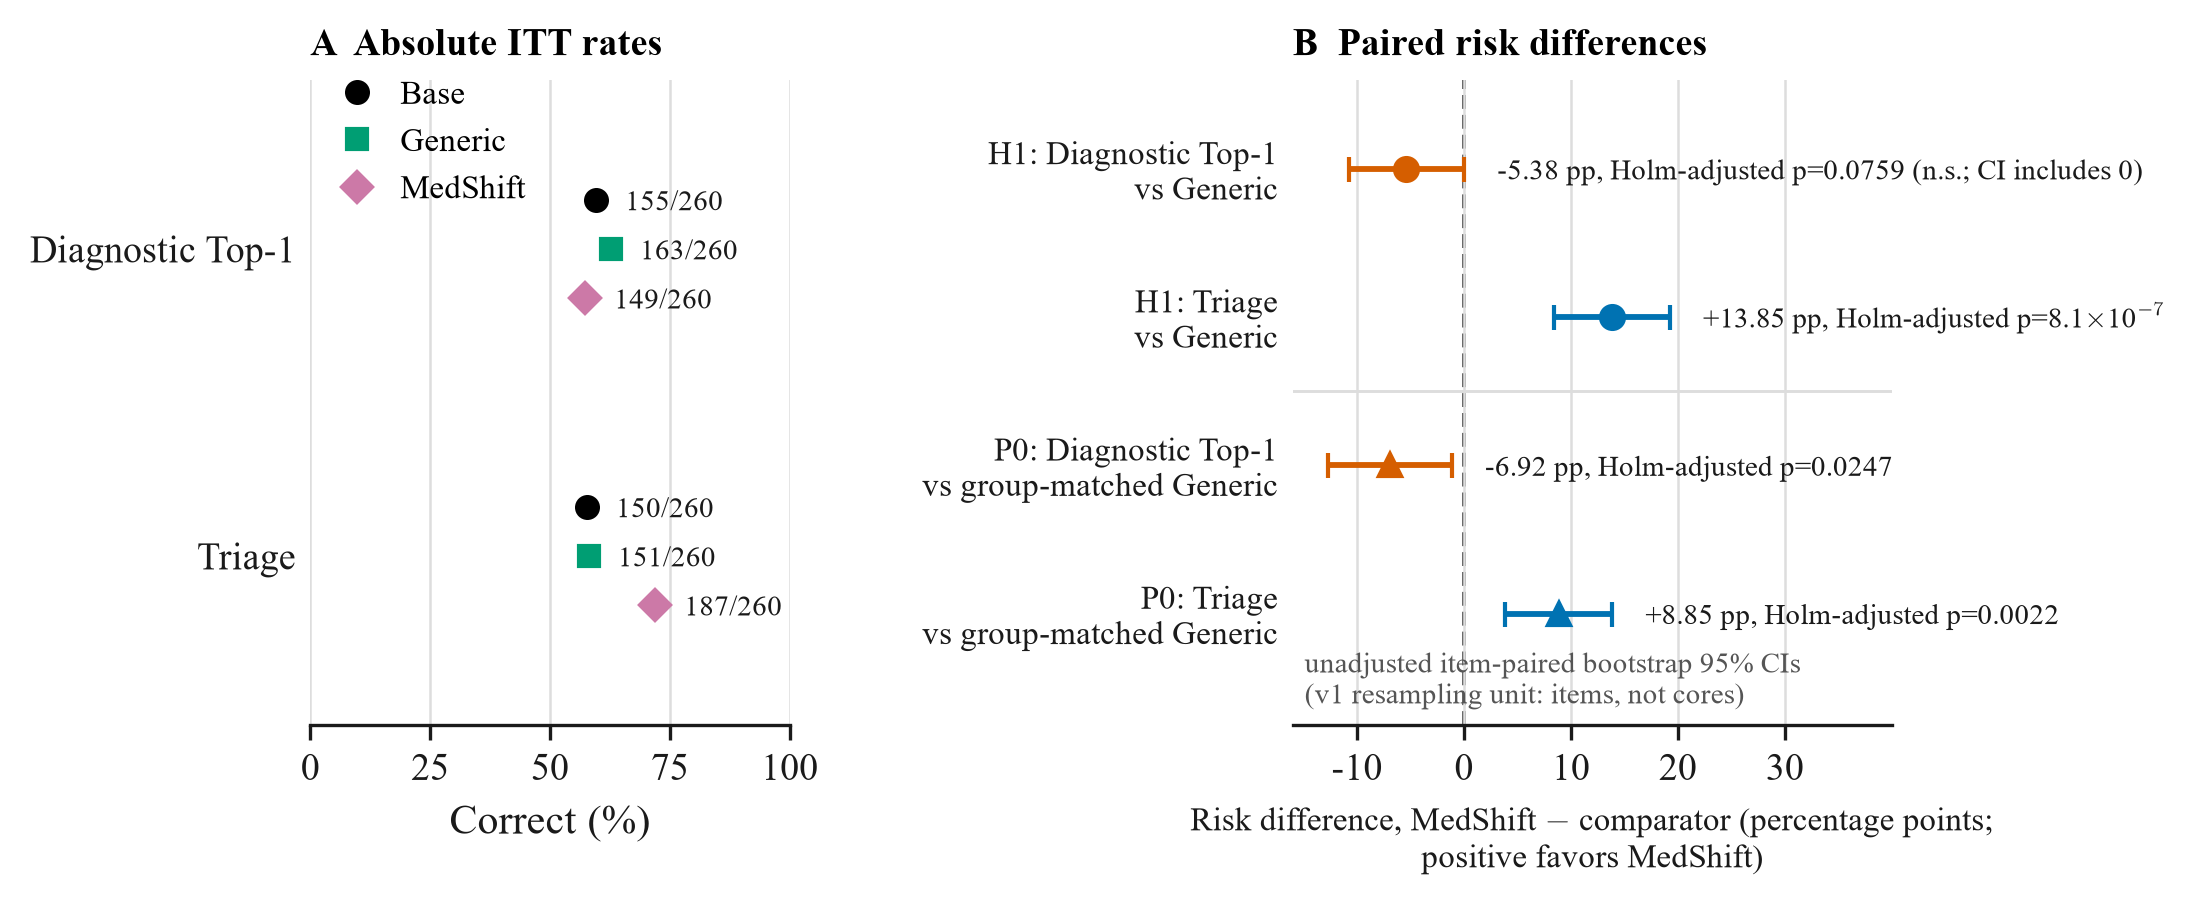 A Absolute ITT rates
Base
Generic
MedShift
155/260
Diagnostic Top-1
163/260
149/260
150/260
Triage
151/260
187/260
0 25 50 75 100
Correct (%)
B Paired risk differences
H1: Diagnostic Top-1
vs Generic
-5.38 pp, Holm-adjusted p=0.0759 (n.s.; CI includes 0)
H1: Triage
vs Generic
+13.85 pp, Holm-adjusted p=8.1×10⁻⁷
P0: Diagnostic Top-1
vs group-matched Generic
-6.92 pp, Holm-adjusted p=0.0247
P0: Triage
vs group-matched Generic
+8.85 pp, Holm-adjusted p=0.0022
unadjusted item-paired bootstrap 95% CIs
(v1 resampling unit: items, not cores)
-10 0 10 20 30
Risk difference, MedShift − comparator (percentage points;
positive favors MedShift)